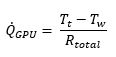 Q̇_GPU = (T_t − T_w) / R_total